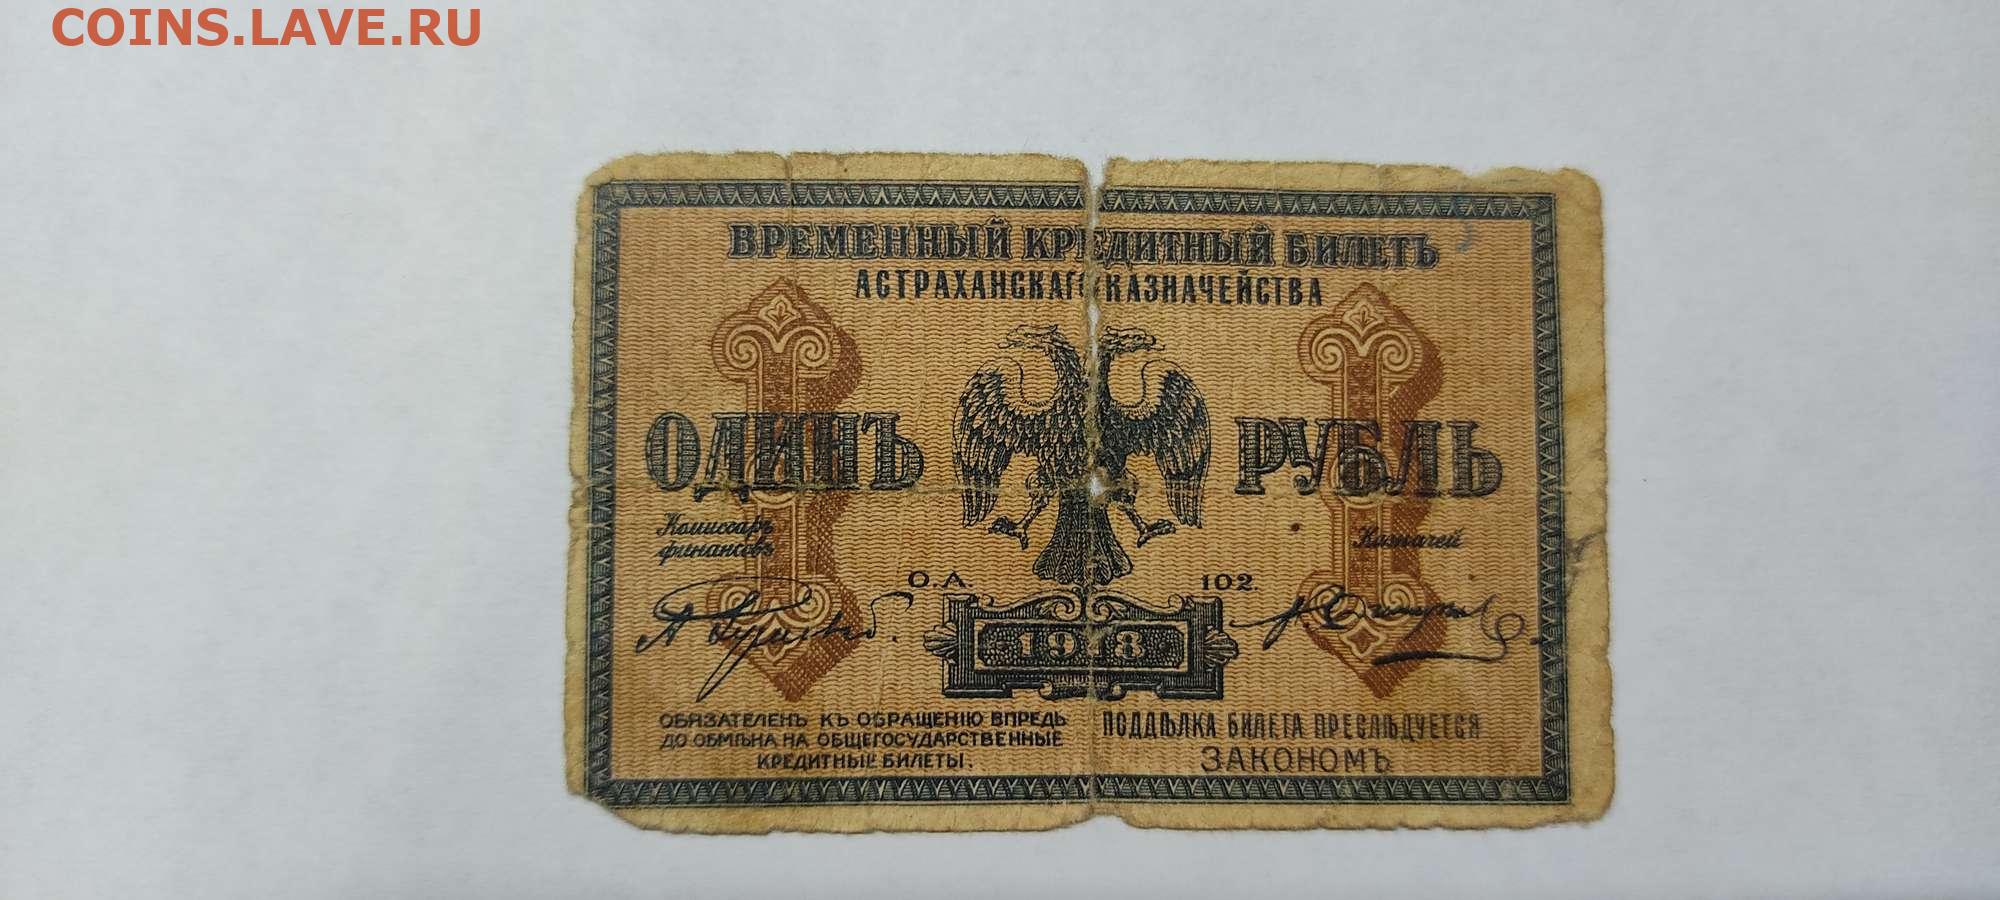 COINS.LAVE.RU
ВРЕМЕННЫЙ КРЕДИТНЫЙ БИЛЕТЪ
АСТРАХАНСКАГО КАЗНАЧЕЙСТВА
ОДИНЪ РУБЛЬ
Комиссаръ финансовъ
Казначей
О.А. 102.
1918
ОБЯЗАТЕЛЕНЪ КЪ ОБРАЩЕНІЮ ВПРЕДЬ
ДО ОБМѢНА НА ОБЩЕГОСУДАРСТВЕННЫЕ
КРЕДИТНЫЕ БИЛЕТЫ.
ПОДДѢЛКА БИЛЕТА ПРЕСЛѢДУЕТСЯ
ЗАКОНОМЪ